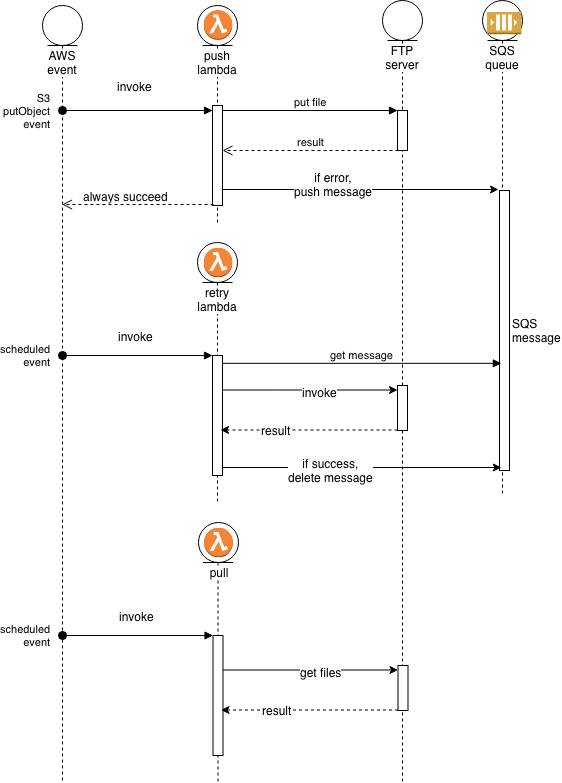 AWS
event
push
lambda
FTP
server
SQS
queue
S3
putObject
event
invoke
put file
result
if error,
push message
always succeed
retry
lambda
SQS
message
scheduled
event
invoke
get message
invoke
result
if success,
delete message
pull
scheduled
event
invoke
get files
result